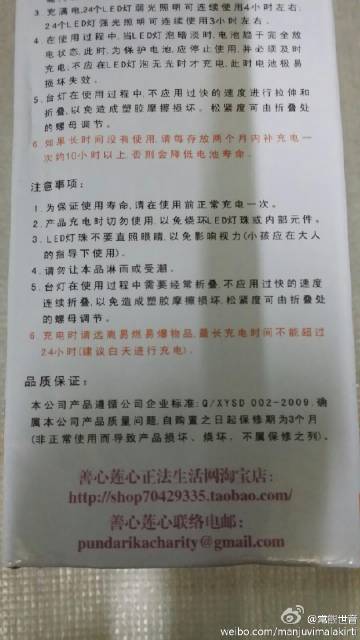 3.充满电,24个LED灯弱光照明可连续使用4小时左右,
24个LED灯强光照明可连续使用3小时左右.
4.在使用过程中,当LED灯泡暗淡时,电池趋于完全放
电状态,此时,为保护电池,应停止使用,并必须及时
充电,不应在LED灯泡无光时才充电,此时电池极易
损坏失效.
5.台灯在使用过程中,不应用过快的速度进行拉伸和
折叠,以免造成塑胶摩擦损坏.松紧度可由折叠处
的螺母调节.
6.如果长时间没有使用,请每存放两个月内补充电一
次约10小时以上,否则会降低电池寿命.
注意事项:
1.为保证使用寿命,请在使用前正常充电一次.
2.产品充电时切勿使用,以免烧环LED灯珠或内部元件.
3.LED灯珠不要直照眼睛,以免影响视力(小孩应在大人
的指导下使用).
4.请勿让本品淋雨或受潮.
5.台灯在使用过程中需要经常折叠,不应用过快的速度
连续折叠,以免造成塑胶摩擦损坏.松紧度可由折叠处
的螺母调节.
6.充电时请远离易燃易爆物品,最长充电时间不能超过
24小时(建议白天进行充电).
品质保证:
本公司产品遵循公司企业标准:Q/XYSD 002-2009,确
属本公司产品质量问题,自购置之日起保修期为3个月
(非正常使用而导致产品损坏、烧坏、不属保修之列).
善心莲心正法生活网淘宝店:
http://shop70429335.taobao.com/
善心莲心联络电邮:
pundarikacharity@gmail.com
@常觀世音
weibo.com/manjuvimalakirti